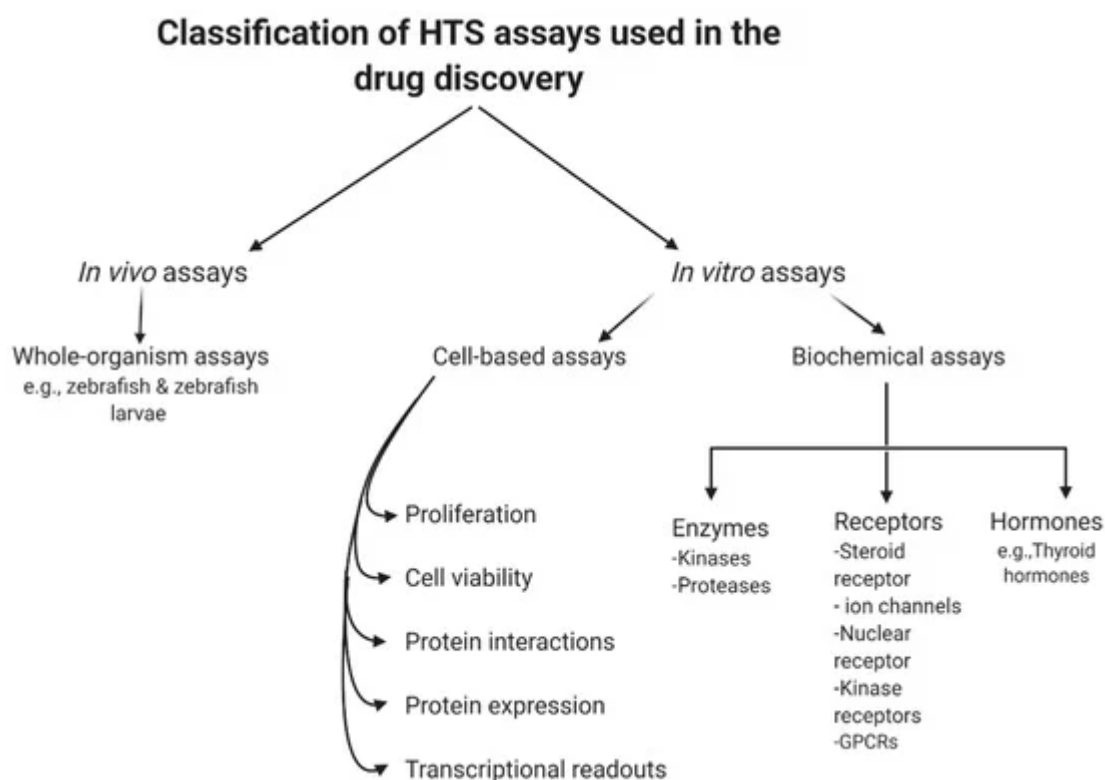 Classification of HTS assays used in the
drug discovery
In vivo assays
Whole-organism assays
e.g., zebrafish & zebrafish
larvae
In vitro assays
Cell-based assays
Proliferation
Cell viability
Protein interactions
Protein expression
Transcriptional readouts
Biochemical assays
Enzymes
-Kinases
-Proteases
Receptors
-Steroid
receptor
- ion channels
-Nuclear
receptor
-Kinase
receptors
-GPCRs
Hormones
e.g.,Thyroid
hormones